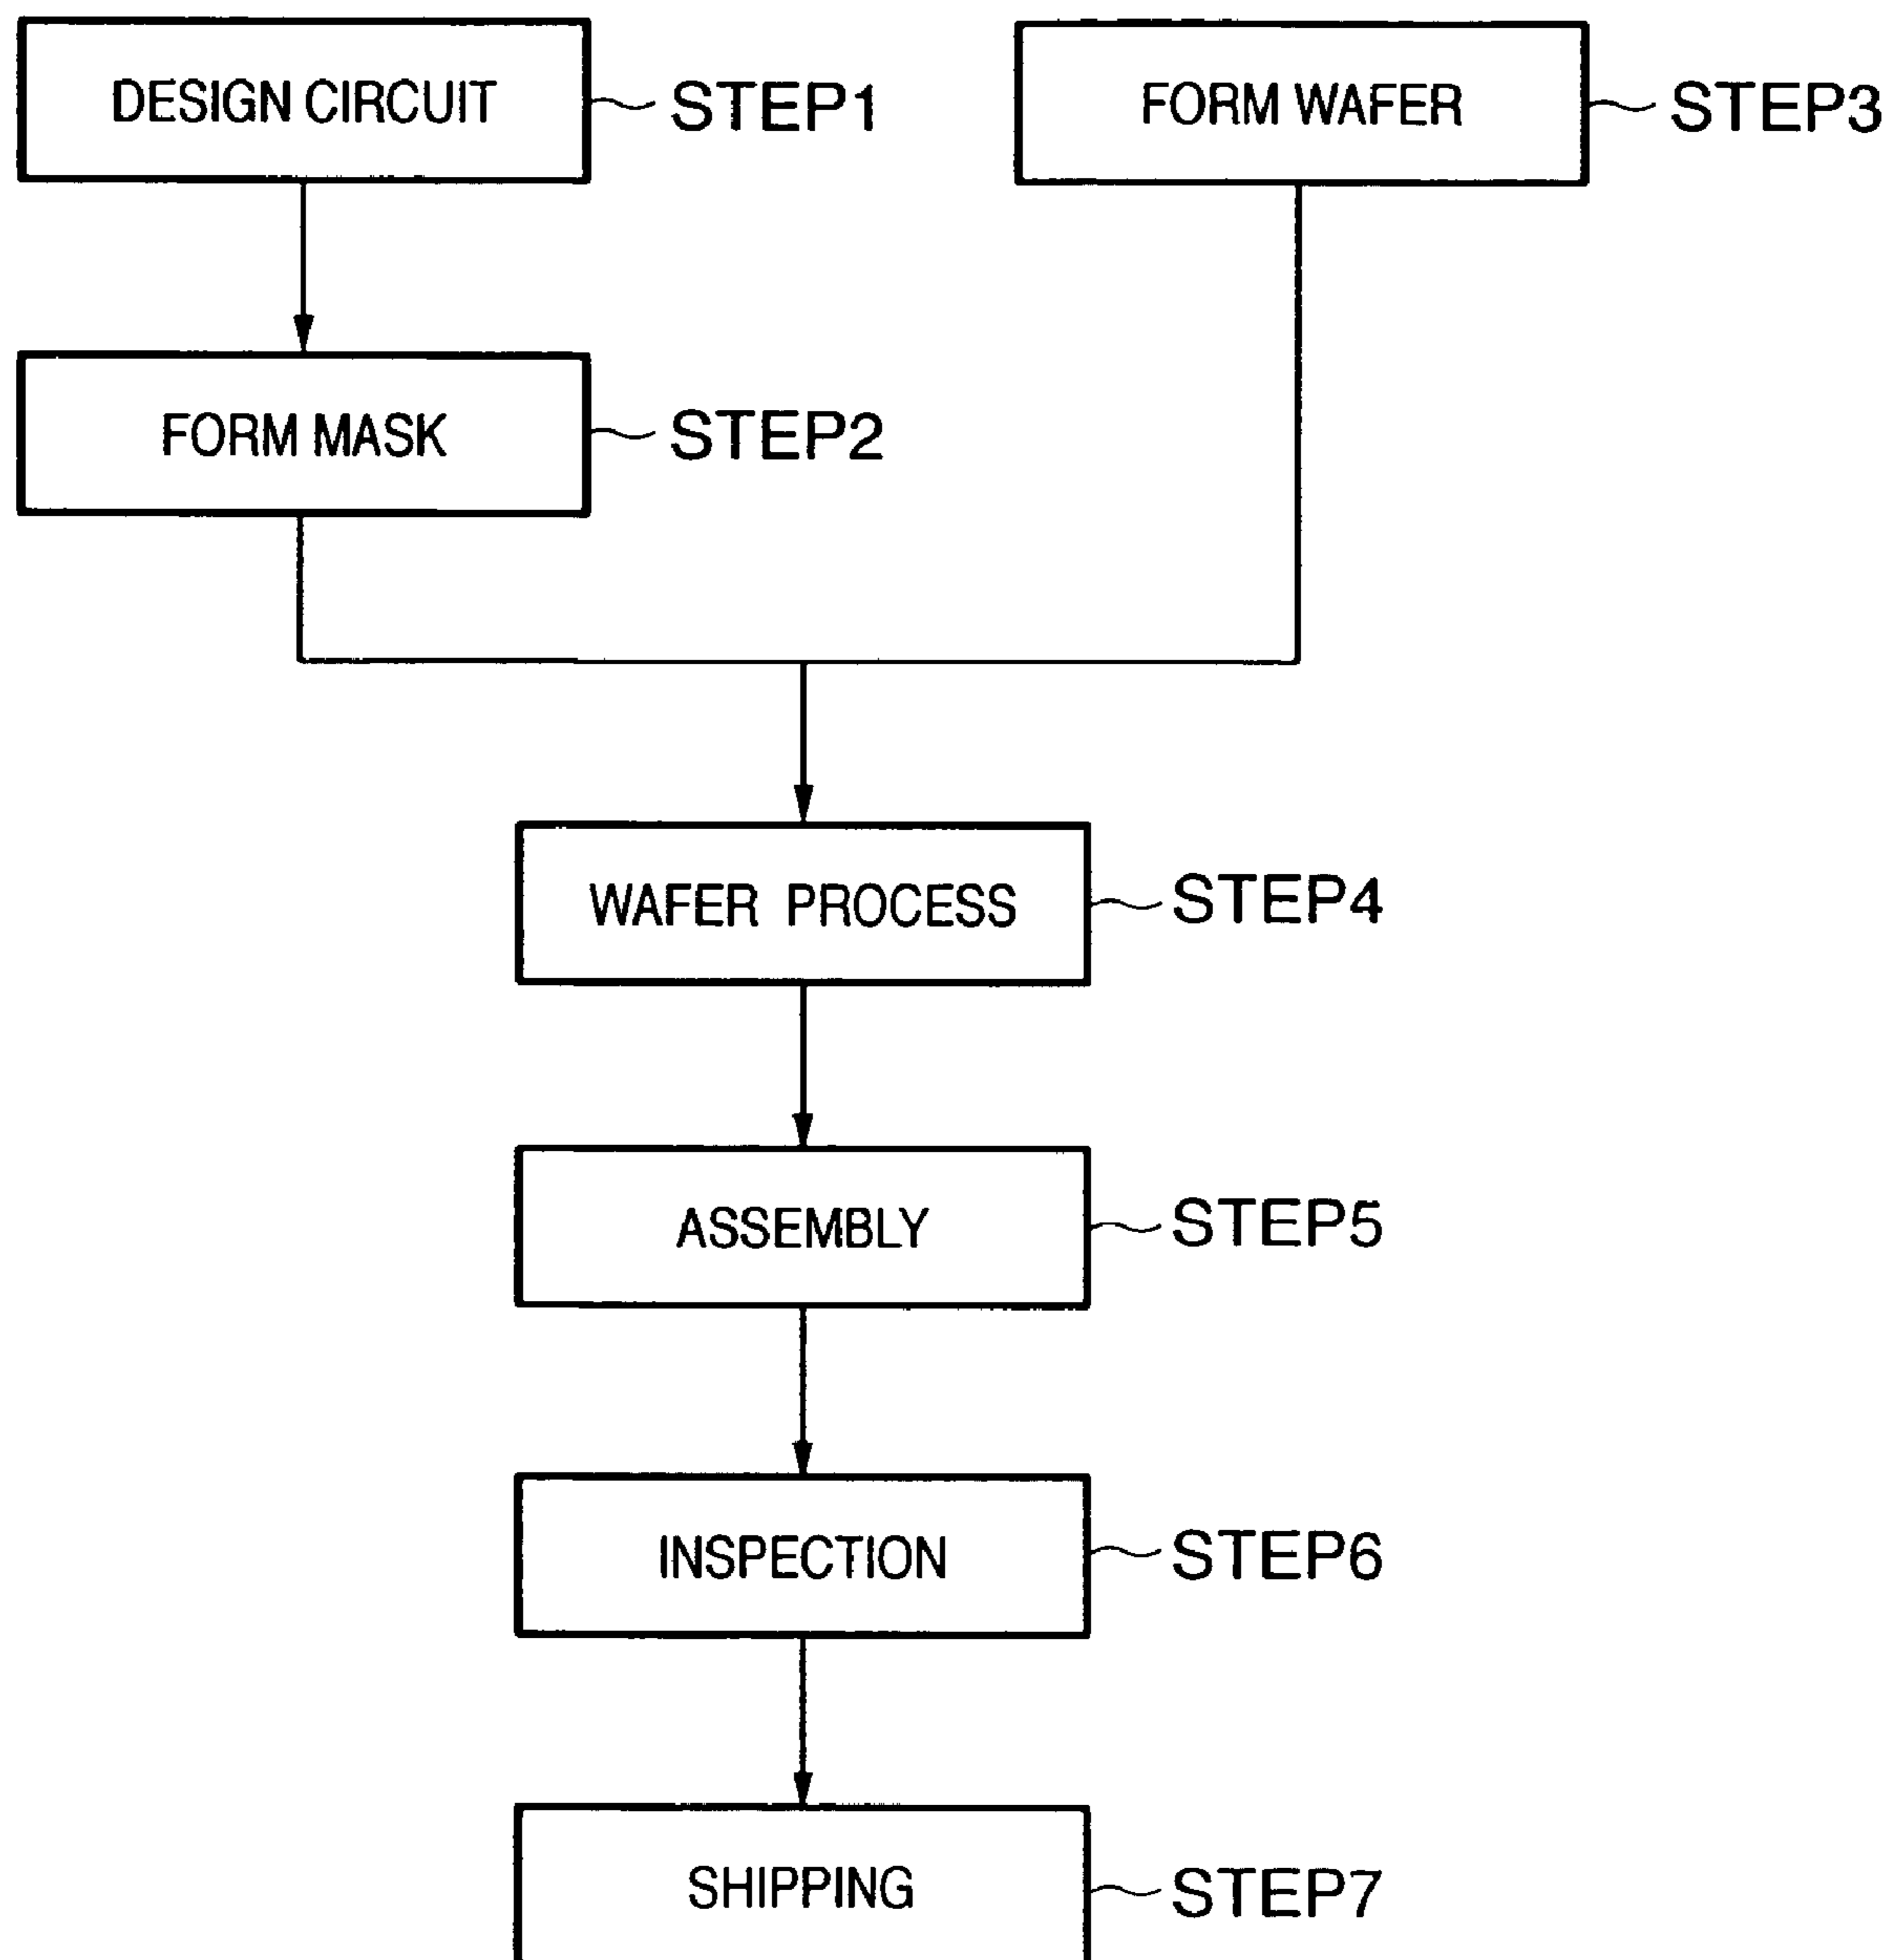 DESIGN CIRCUIT
STEP1
FORM WAFER
STEP3
FORM MASK
STEP2
WAFER PROCESS
STEP4
ASSEMBLY
STEP5
INSPECTION
STEP6
SHIPPING
STEP7